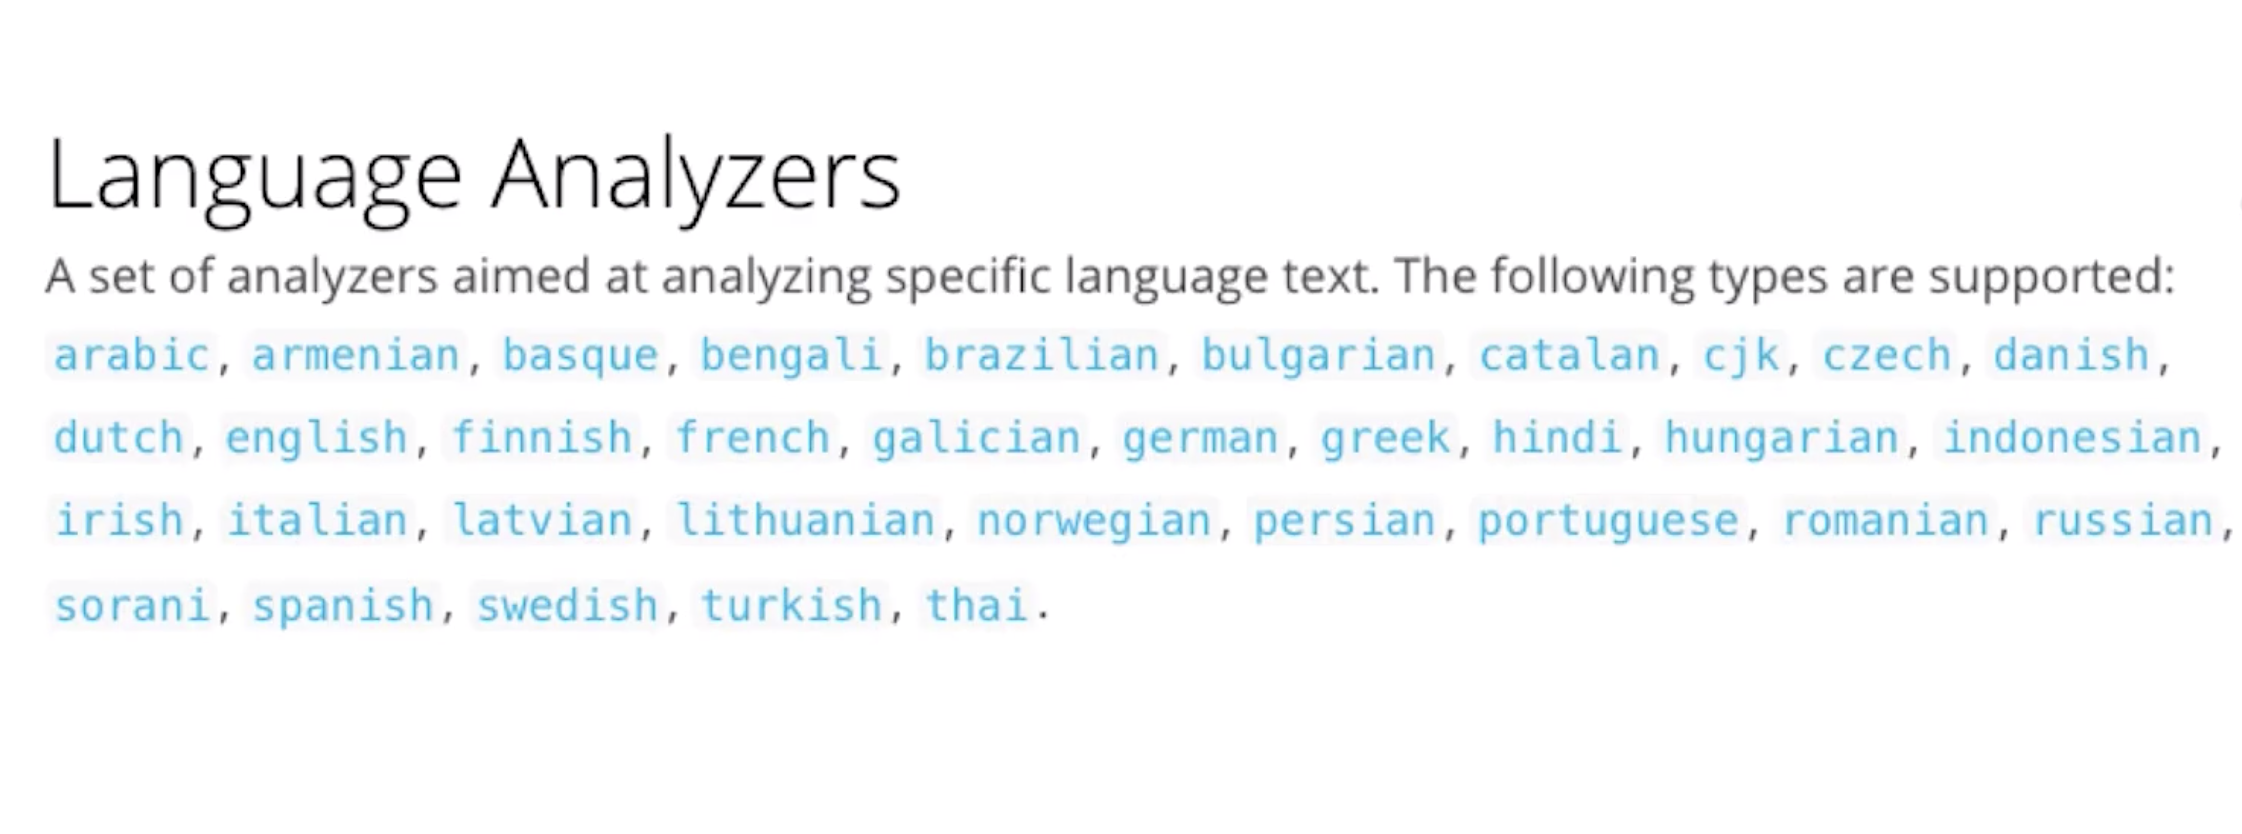 Language Analyzers
A set of analyzers aimed at analyzing specific language text. The following types are supported:
arabic, armenian, basque, bengali, brazilian, bulgarian, catalan, cjk, czech, danish,
dutch, english, finnish, french, galician, german, greek, hindi, hungarian, indonesian,
irish, italian, latvian, lithuanian, norwegian, persian, portuguese, romanian, russian,
sorani, spanish, swedish, turkish, thai.